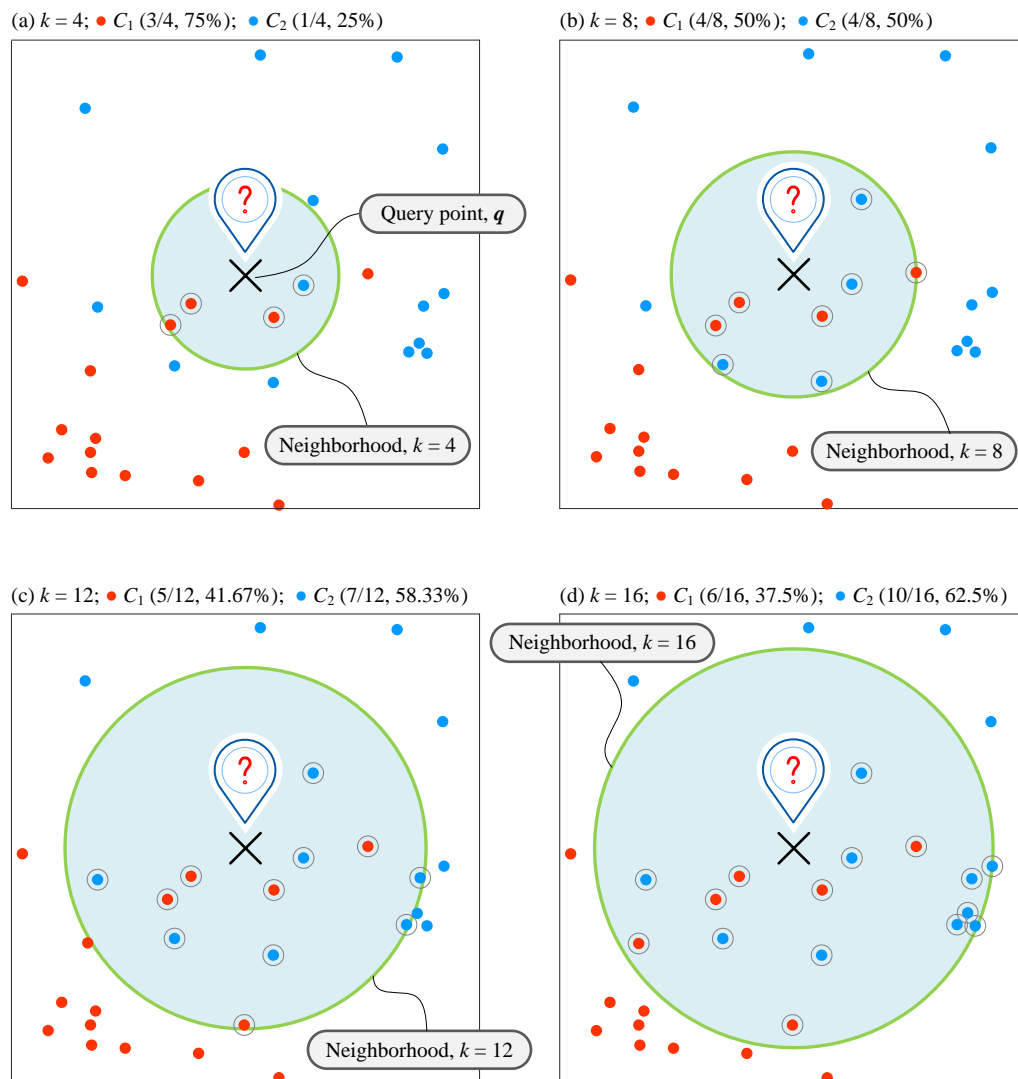 (a) k = 4; C₁ (3/4, 75%); C₂ (1/4, 25%)
(b) k = 8; C₁ (4/8, 50%); C₂ (4/8, 50%)
?
Query point, q
Neighborhood, k = 4
?
Neighborhood, k = 8
(c) k = 12; C₁ (5/12, 41.67%); C₂ (7/12, 58.33%)
(d) k = 16; C₁ (6/16, 37.5%); C₂ (10/16, 62.5%)
?
Neighborhood, k = 12
Neighborhood, k = 16
?